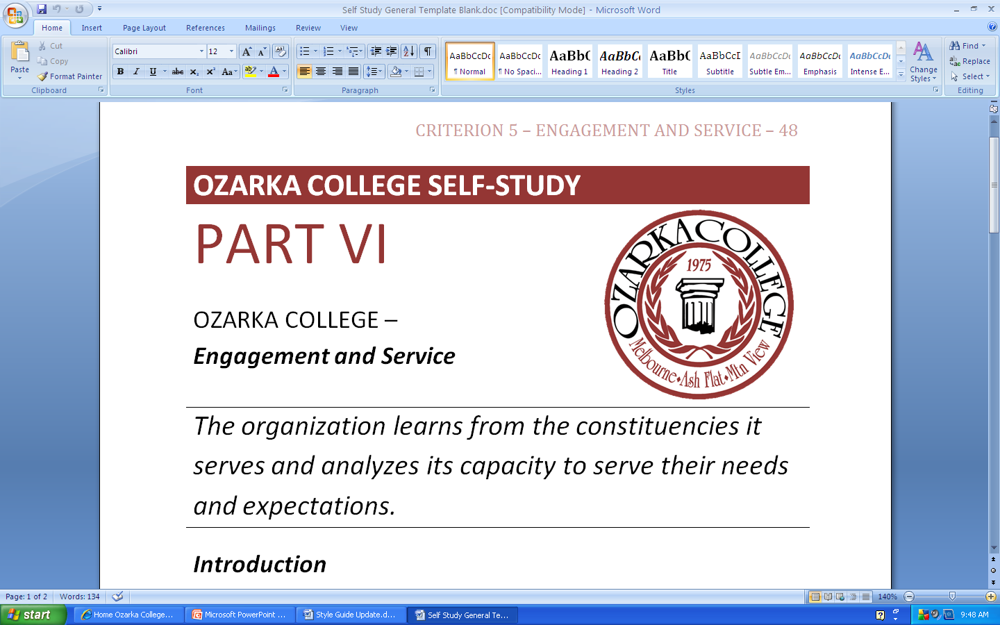 Self Study General Template Blank.doc [Compatibility Mode] - Microsoft Word
Home Insert Page Layout References Mailings Review View
Paste
Cut
Copy
Format Painter
Clipboard
Calibri 12
B I U abc x₂ x² Aa ab A
Font
Paragraph
AaBbCcDc AaBbCcDc AaBbC AaBbCc AaBbC AaBbCcI AaBbCcDc AaBbCcDc AaBbCcDc
¶ Normal ¶ No Spaci... Heading 1 Heading 2 Title Subtitle Subtle Em... Emphasis Intense E...
Change Styles
Styles
Find
Replace
Select
Editing
CRITERION 5 – ENGAGEMENT AND SERVICE – 48
OZARKA COLLEGE SELF-STUDY
PART VI
OZARKA COLLEGE
1975
Melbourne • Ash Flat • Mtn View
OZARKA COLLEGE –
Engagement and Service
The organization learns from the constituencies it
serves and analyzes its capacity to serve their needs
and expectations.
Introduction
Page: 1 of 2 Words: 134 140%
start Home Ozarka College... Microsoft PowerPoint ... Style Guide Update.d... Self Study General Te... 9:48 AM